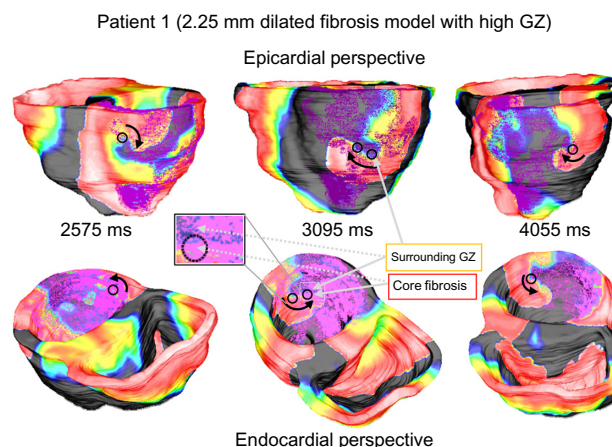 Patient 1 (2.25 mm dilated fibrosis model with high GZ)
Epicardial perspective
2575 ms
3095 ms
4055 ms
Surrounding GZ
Core fibrosis
Endocardial perspective